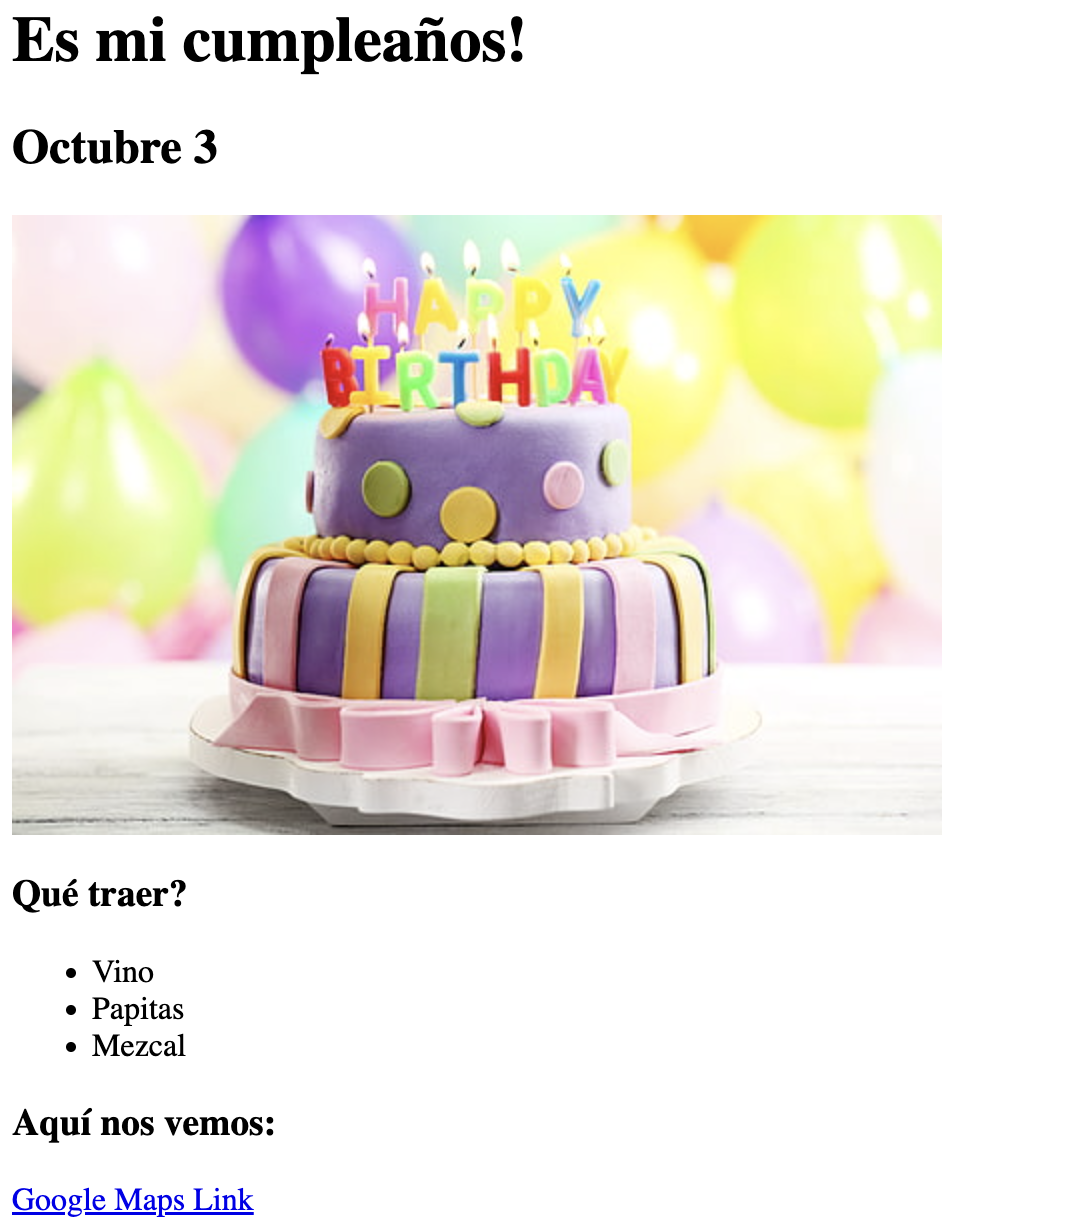 Es mi cumpleaños!
Octubre 3
HAPPY
BIRTHDAY
Qué traer?
Vino
Papitas
Mezcal
Aquí nos vemos:
Google Maps Link